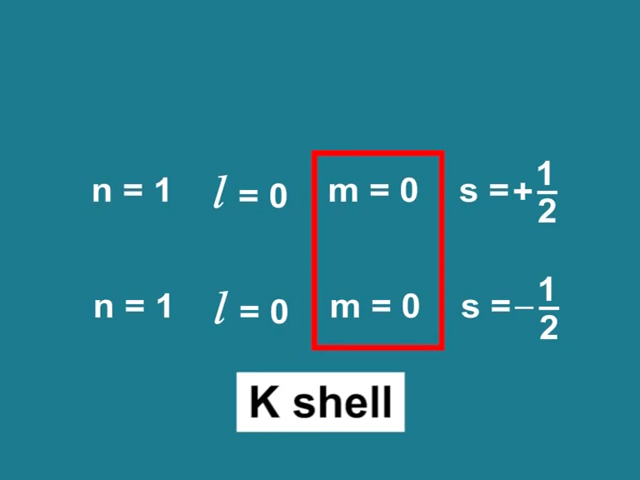 n = 1 l = 0 m = 0 s = +1/2
n = 1 l = 0 m = 0 s = −1/2
K shell